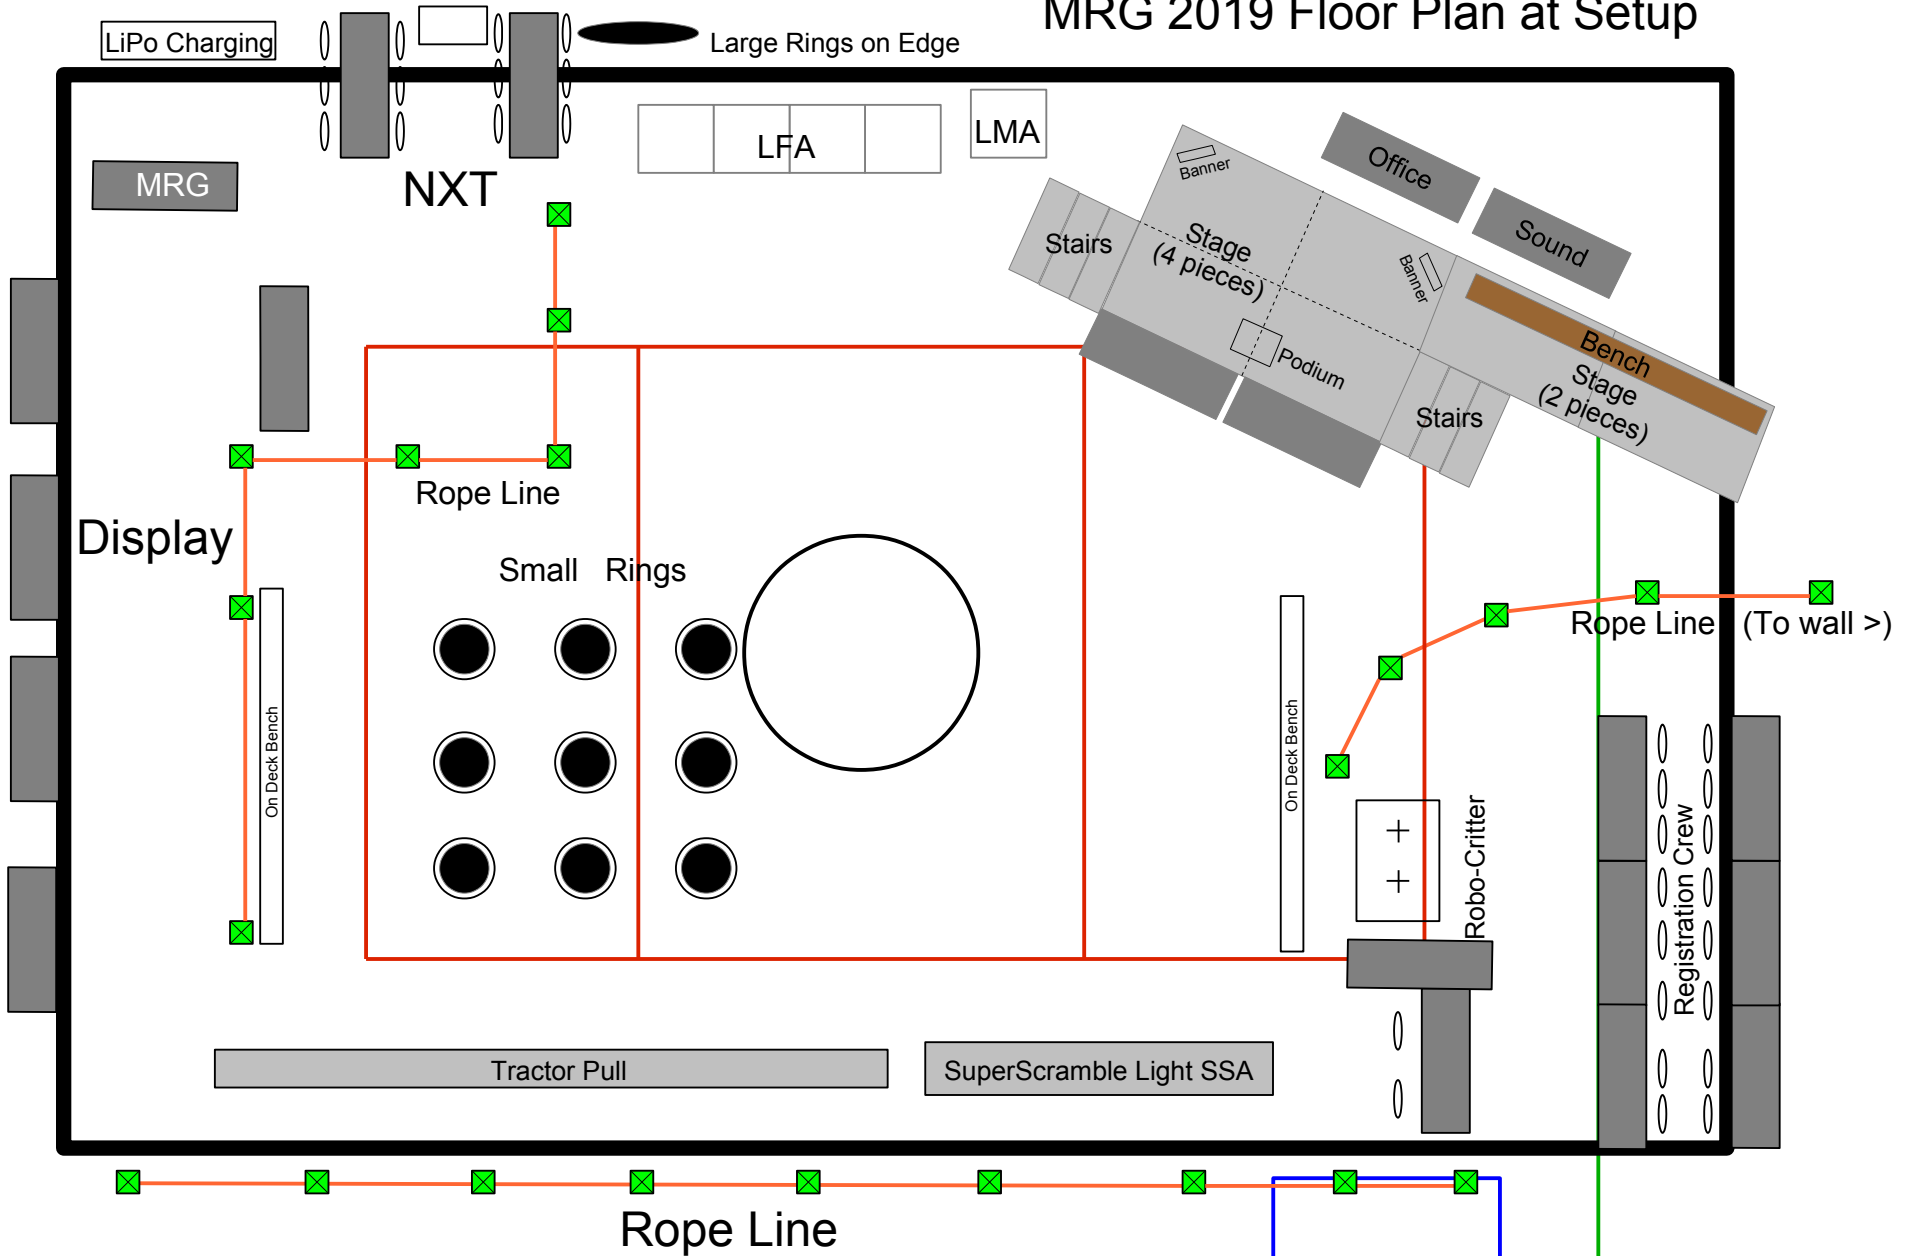 MRG 2019 Floor Plan at Setup
LiPo Charging
Large Rings on Edge
LFA
LMA
MRG
NXT
Banner
Office
Sound
Stairs
Stage
(4 pieces)
Banner
Podium
Bench
Stage
(2 pieces)
Stairs
Rope Line
Display
Small Rings
Rope Line (To wall >)
On Deck Bench
On Deck Bench
Robo-Critter
Registration Crew
Tractor Pull
SuperScramble Light SSA
Rope Line